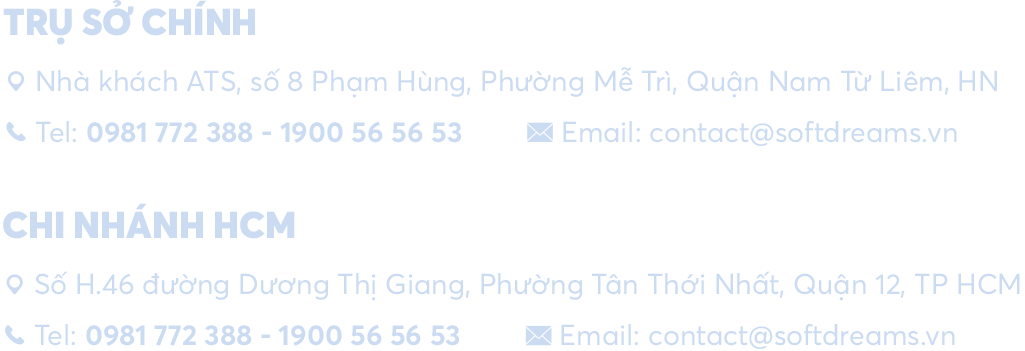 TRỤ SỞ CHÍNH
Nhà khách ATS, số 8 Phạm Hùng, Phường Mễ Trì, Quận Nam Từ Liêm, HN
Tel: 0981 772 388 - 1900 56 56 53 Email: contact@softdreams.vn
CHI NHÁNH HCM
Số H.46 đường Dương Thị Giang, Phường Tân Thới Nhất, Quận 12, TP HCM
Tel: 0981 772 388 - 1900 56 56 53 Email: contact@softdreams.vn